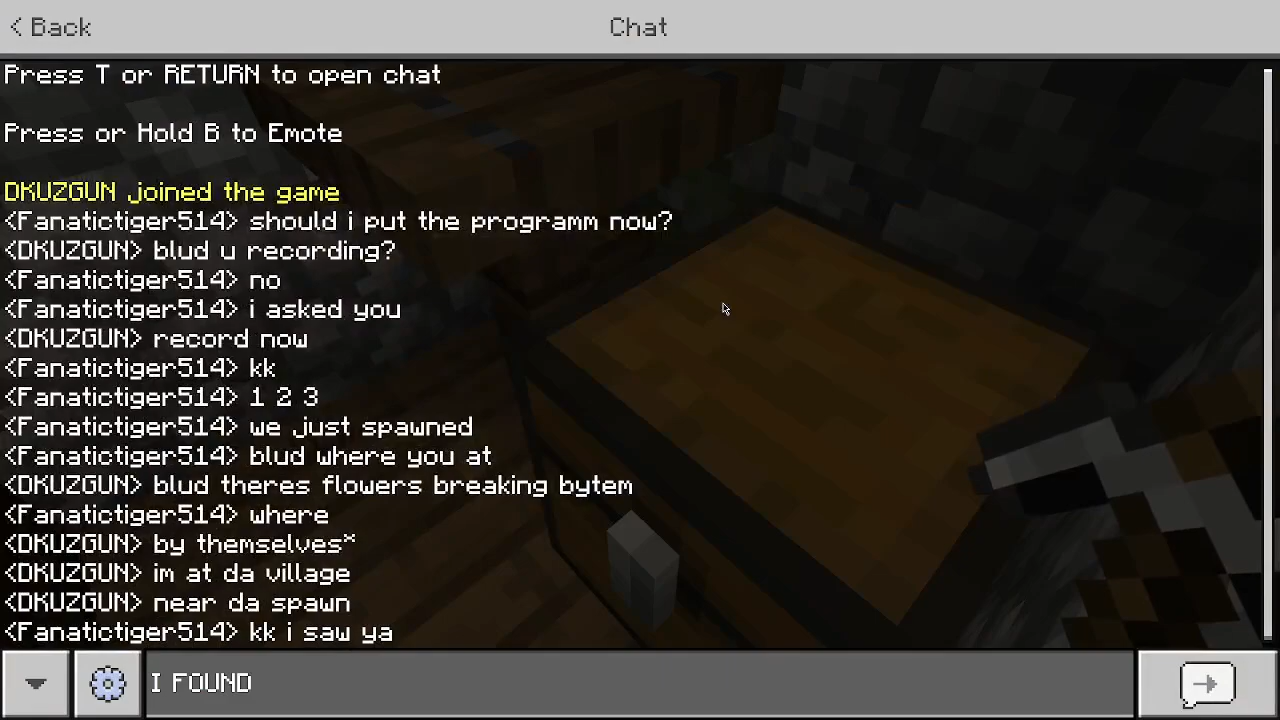 < Back
Chat
Press T or RETURN to open chat
Press or Hold B to Emote
DKUZGUN joined the game
<Fanatictiger514> should i put the programm now?
<DKUZGUN> blud u recording?
<Fanatictiger514> no
<Fanatictiger514> i asked you
<DKUZGUN> record now
<Fanatictiger514> kk
<Fanatictiger514> 1 2 3
<Fanatictiger514> we just spawned
<Fanatictiger514> blud where you at
<DKUZGUN> blud theres flowers breaking bytem
<Fanatictiger514> where
<DKUZGUN> by themselves*
<DKUZGUN> im at da village
<DKUZGUN> near da spawn
<Fanatictiger514> kk i saw ya
I FOUND